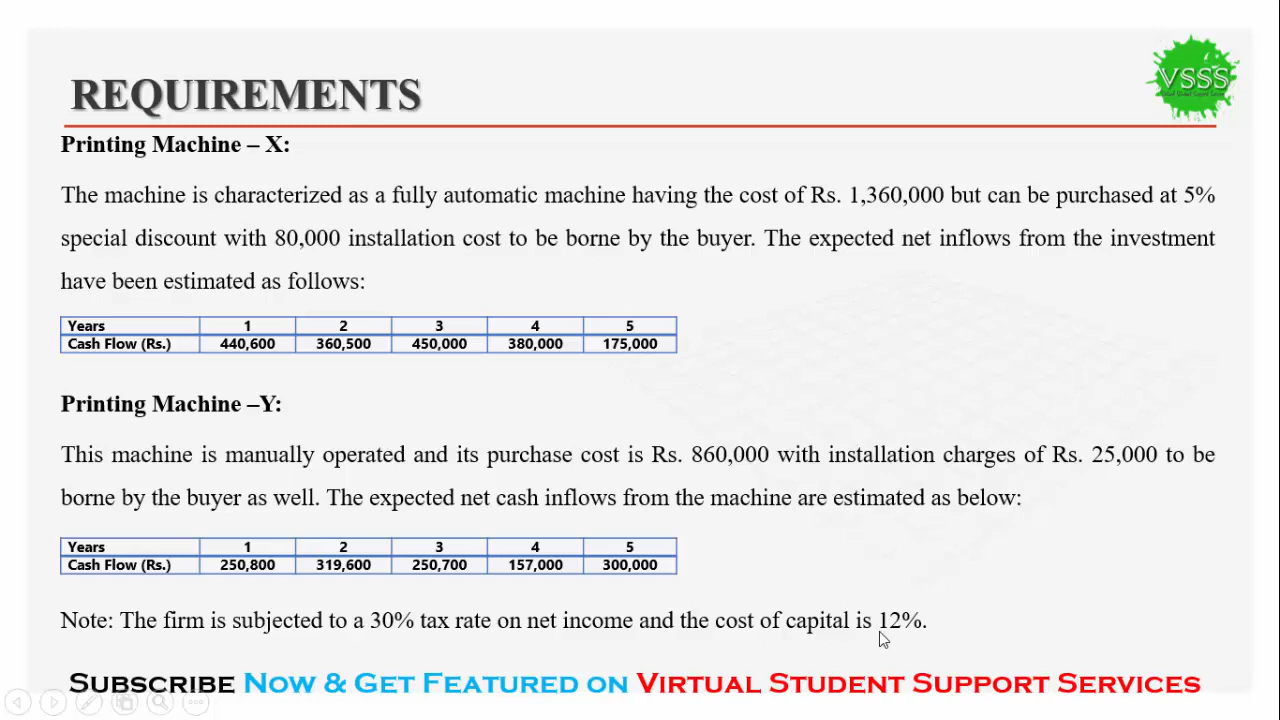 REQUIREMENTS
VSSS
Printing Machine – X:
The machine is characterized as a fully automatic machine having the cost of Rs. 1,360,000 but can be purchased at 5%
special discount with 80,000 installation cost to be borne by the buyer. The expected net inflows from the investment
have been estimated as follows:
Years 1 2 3 4 5
Cash Flow (Rs.) 440,600 360,500 450,000 380,000 175,000
Printing Machine –Y:
This machine is manually operated and its purchase cost is Rs. 860,000 with installation charges of Rs. 25,000 to be
borne by the buyer as well. The expected net cash inflows from the machine are estimated as below:
Years 1 2 3 4 5
Cash Flow (Rs.) 250,800 319,600 250,700 157,000 300,000
Note: The firm is subjected to a 30% tax rate on net income and the cost of capital is 12%.
SUBSCRIBE NOW & GET FEATURED ON VIRTUAL STUDENT SUPPORT SERVICES